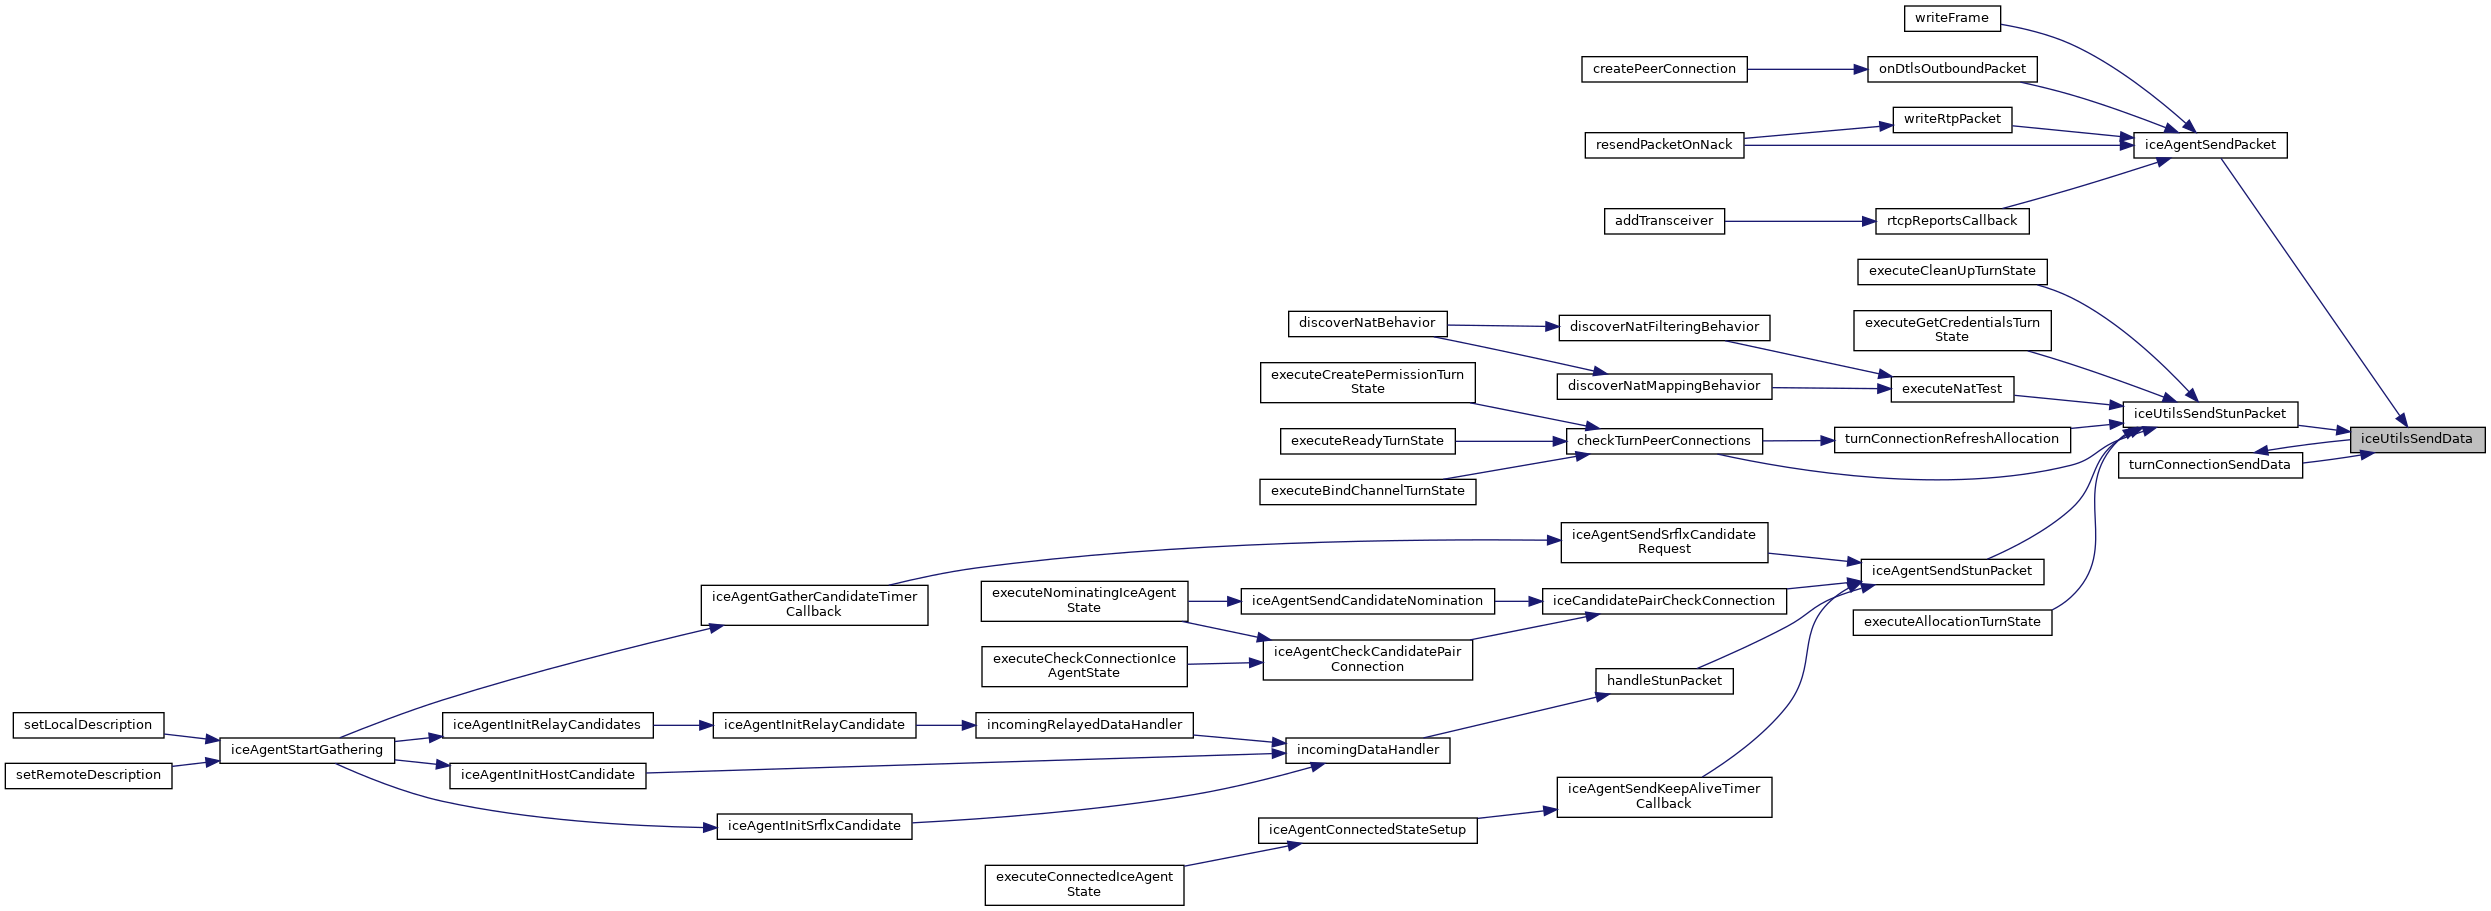 writeFrame
createPeerConnection
onDtlsOutboundPacket
writeRtpPacket
resendPacketOnNack
iceAgentSendPacket
addTransceiver
rtcpReportsCallback
executeCleanUpTurnState
discoverNatBehavior
discoverNatFilteringBehavior
executeGetCredentialsTurn
State
executeCreatePermissionTurn
State
discoverNatMappingBehavior
executeNatTest
iceUtilsSendStunPacket
executeReadyTurnState
checkTurnPeerConnections
turnConnectionRefreshAllocation
iceUtilsSendData
turnConnectionSendData
executeBindChannelTurnState
iceAgentSendSrflxCandidate
Request
iceAgentSendStunPacket
iceAgentGatherCandidateTimer
Callback
executeNominatingIceAgent
State
iceAgentSendCandidateNomination
iceCandidatePairCheckConnection
executeAllocationTurnState
executeCheckConnectionIce
AgentState
iceAgentCheckCandidatePair
Connection
handleStunPacket
setLocalDescription
iceAgentInitRelayCandidates
iceAgentInitRelayCandidate
incomingRelayedDataHandler
iceAgentStartGathering
incomingDataHandler
setRemoteDescription
iceAgentInitHostCandidate
iceAgentSendKeepAliveTimer
Callback
iceAgentInitSrflxCandidate
iceAgentConnectedStateSetup
executeConnectedIceAgent
State